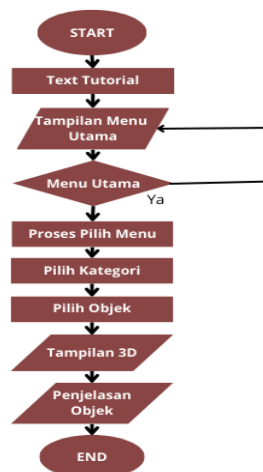 START
Text Tutorial
Tampilan Menu
Utama
Menu Utama
Ya
Proses Pilih Menu
Pilih Kategori
Pilih Objek
Tampilan 3D
Penjelasan
Objek
END